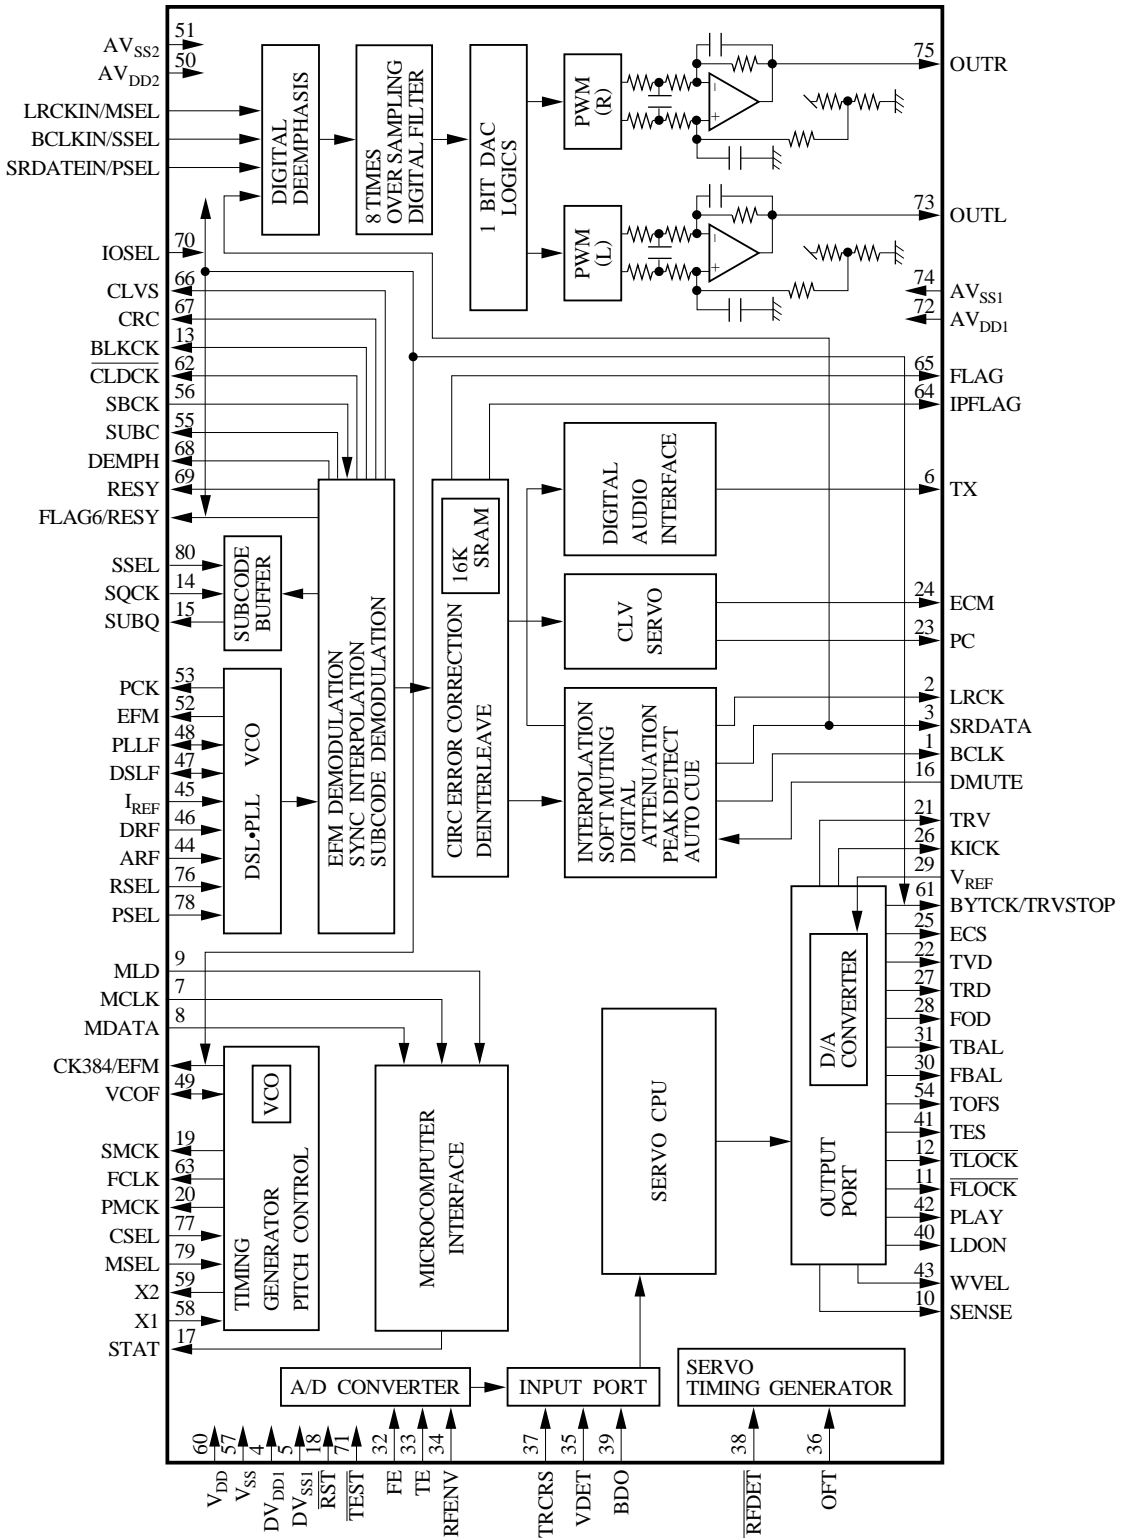 51
AVSS2
50
AVDD2
LRCKIN/MSEL
BCLKIN/SSEL
SRDATEIN/PSEL
70
IOSEL
66
CLVS
67
CRC
13
BLKCK
62
CLDCK
56
SBCK
55
SUBC
68
DEMPH
69
RESY
FLAG6/RESY
80
SSEL
14
SQCK
15
SUBQ
53
PCK
52
EFM
48
PLLF
47
DSLF
45
IREF
46
DRF
44
ARF
76
RSEL
78
PSEL
9
MLD
7
MCLK
8
MDATA
CK384/EFM
49
VCOF
19
SMCK
63
FCLK
20
PMCK
77
CSEL
79
MSEL
59
X2
58
X1
17
STAT
DIGITAL
DEEMPHASIS
8 TIMES
OVER SAMPLING
DIGITAL FILTER
1 BIT DAC
LOGICS
PWM
(R)
-
+
PWM
(L)
-
+
SUBCODE
BUFFER
DSL•PLL VCO
EFM DEMODULATION
SYNC INTERPOLATION
SUBCODE DEMODULATION
16K
SRAM
CIRC ERROR CORRECTION
DEINTERLEAVE
DIGITAL
AUDIO
INTERFACE
CLV
SERVO
INTERPOLATION
SOFT MUTING
DIGITAL
ATTENUATION
PEAK DETECT
AUTO CUE
VCO
TIMING
GENERATOR
PITCH CONTROL
MICROCOMPUTER
INTERFACE
SERVO CPU
D/A
CONVERTER
OUTPUT
PORT
A/D CONVERTER
INPUT PORT
SERVO
TIMING GENERATOR
75
OUTR
73
OUTL
74
AVSS1
72
AVDD1
65
FLAG
64
IPFLAG
6
TX
24
ECM
23
PC
2
LRCK
3
SRDATA
1
BCLK
16
DMUTE
21
TRV
26
KICK
29
VREF
61
BYTCK/TRVSTOP
25
ECS
22
TVD
27
TRD
28
FOD
31
TBAL
30
FBAL
54
TOFS
41
TES
12
TLOCK
11
FLOCK
42
PLAY
40
LDON
43
WVEL
10
SENSE
60
VDD
57
VSS
4
DVDD1
5
DVSS1
18
RST
71
TEST
32
FE
33
TE
34
RFENV
37
TRCRS
35
VDET
39
BDO
38
RFDET
36
OFT